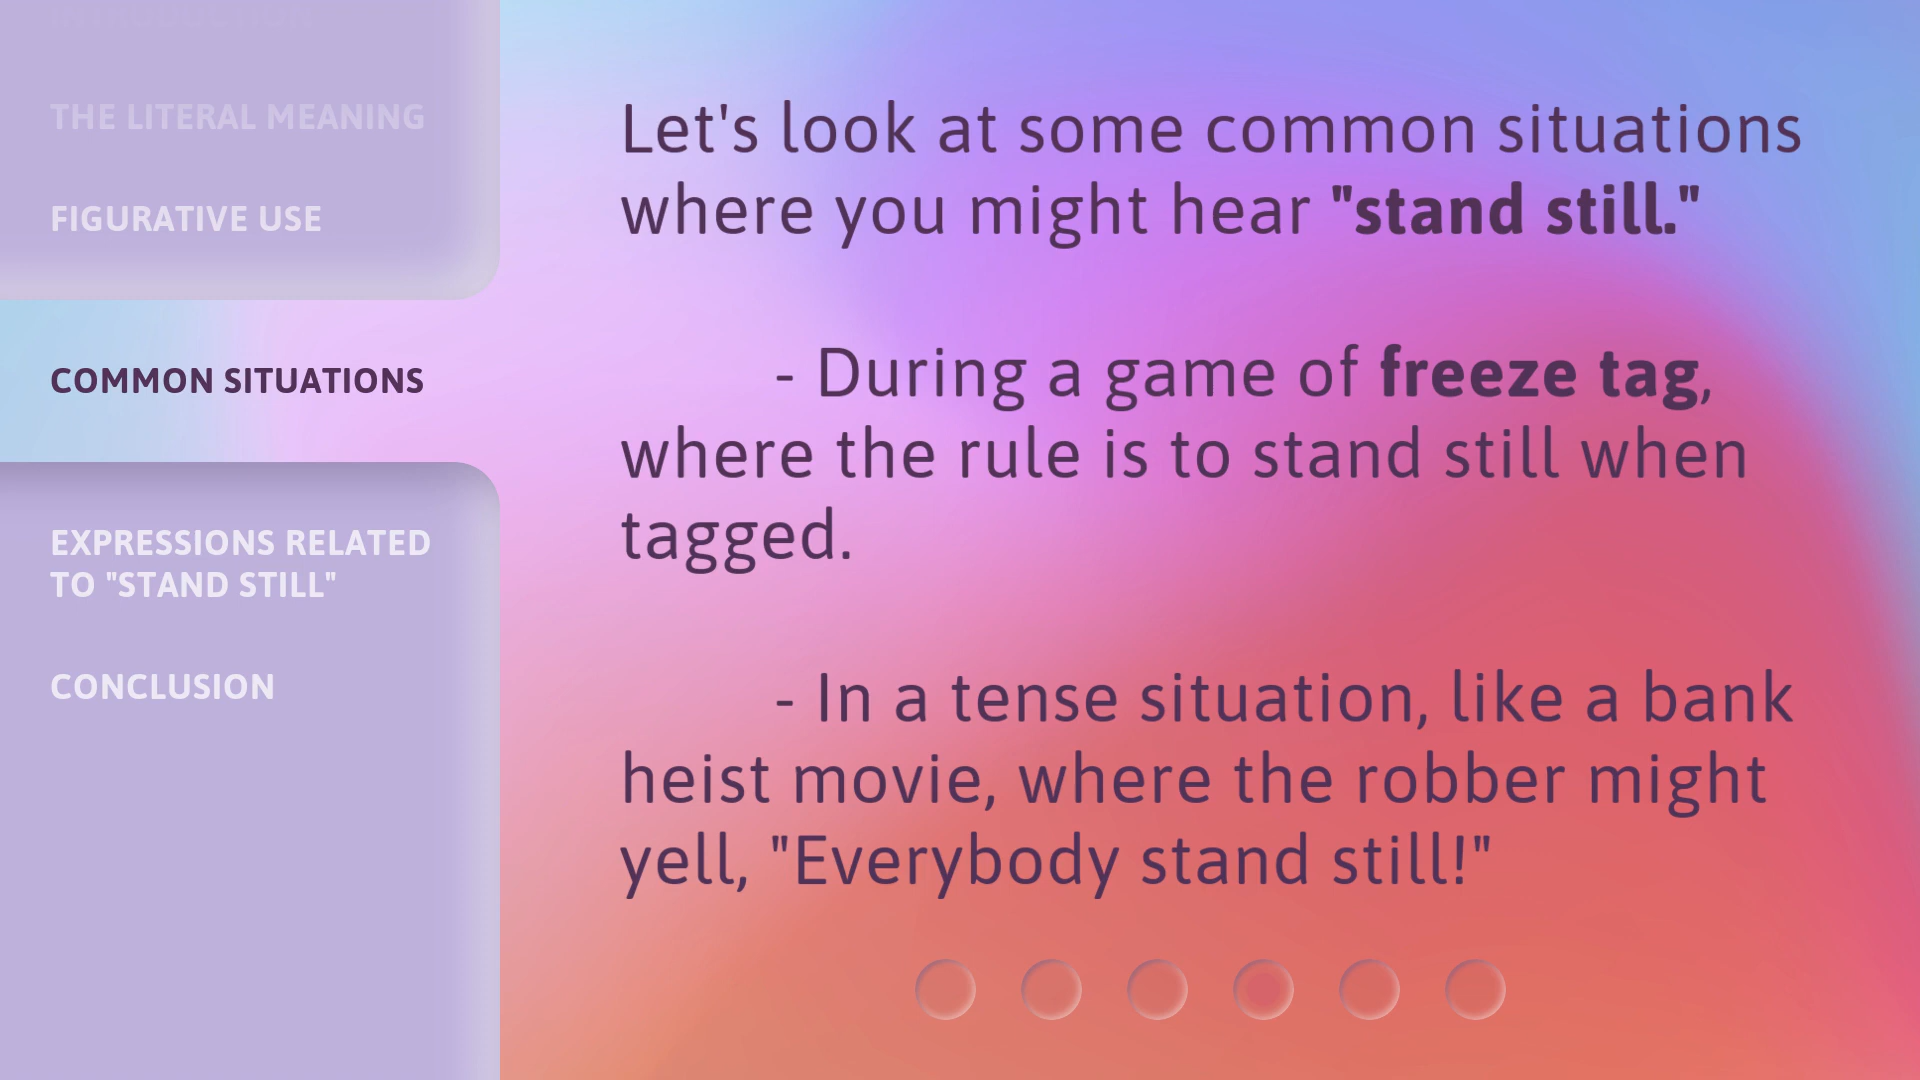 INTRODUCTION
THE LITERAL MEANING
FIGURATIVE USE
COMMON SITUATIONS
EXPRESSIONS RELATED
TO "STAND STILL"
CONCLUSION
Let's look at some common situations
where you might hear "stand still."
- During a game of freeze tag,
where the rule is to stand still when
tagged.
- In a tense situation, like a bank
heist movie, where the robber might
yell, "Everybody stand still!"